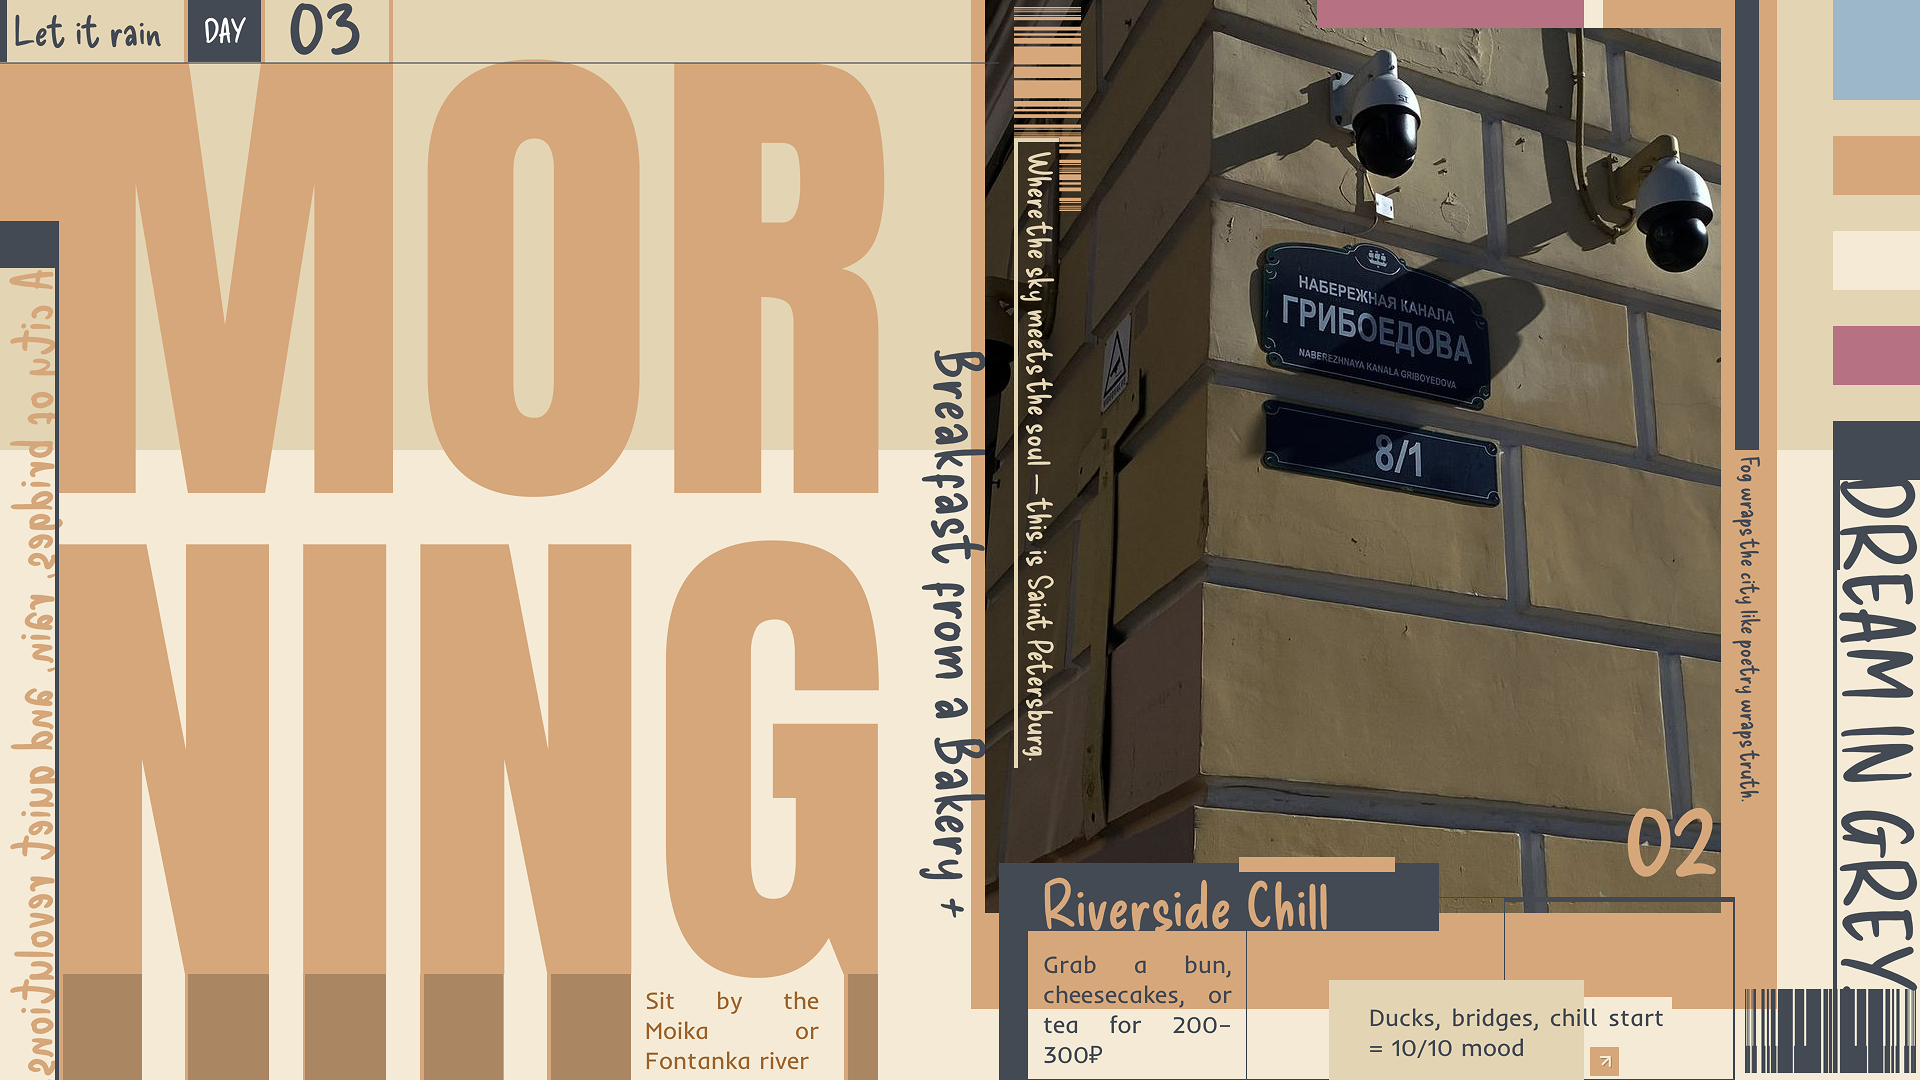 Let it rain
DAY
03
MOR
NING
A city of bridges, rain, and quiet revolutions
Breakfast from a Bakery +
Where the sky meets the soul — this is Saint Petersburg.
SI
НАБЕРЕЖНАЯ КАНАЛА
ГРИБОЕДОВА
NABEREZHNAYA KANALA GRIBOYEDOVA
8/1
Fog wraps the city like poetry wraps truth.
02
DREAM IN GREY
Riverside Chill
Sit by the
Moika or
Fontanka river
Grab a bun,
cheesecakes, or
tea for 200–
300₽
Ducks, bridges, chill start
= 10/10 mood